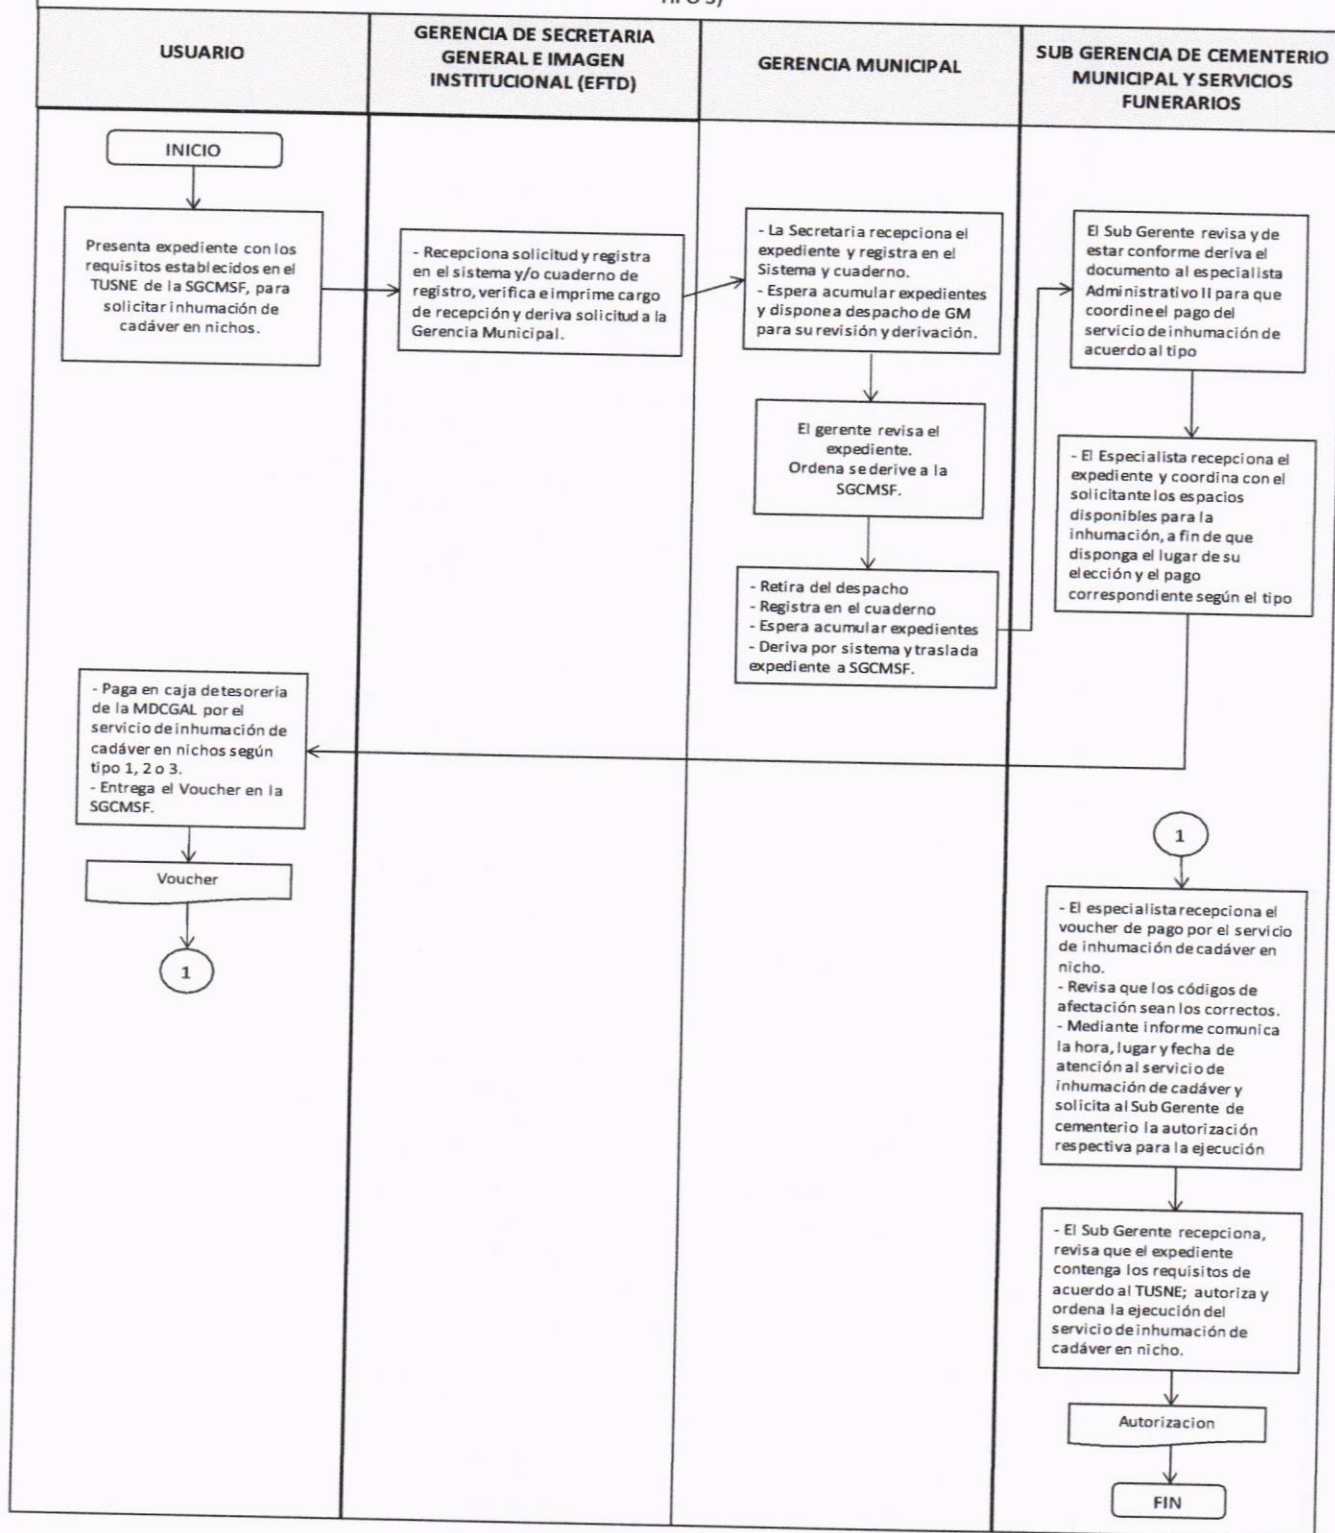 TIPO 3)
USUARIO
GERENCIA DE SECRETARIA
GENERAL E IMAGEN
INSTITUCIONAL (EFTD)
GERENCIA MUNICIPAL
SUB GERENCIA DE CEMENTERIO
MUNICIPAL Y SERVICIOS
FUNERARIOS
INICIO
Presenta expediente con los
requisitos establecidos en el
TUSNE de la SGCMSF, para
solicitar inhumación de
cadáver en nichos.
- Recepciona solicitud y registra
en el sistema y/o cuaderno de
registro, verifica e imprime cargo
de recepción y deriva solicitud a la
Gerencia Municipal.
- La Secretaria recepciona el
expediente y registra en el
Sistema y cuaderno.
- Espera acumular expedientes
y dispone a despacho de GM
para su revisión y derivación.
El gerente revisa el
expediente.
Ordena se derive a la
SGCMSF.
- Retira del despacho
- Registra en el cuaderno
- Espera acumular expedientes
- Deriva por sistema y traslada
expediente a SGCMSF.
El Sub Gerente revisa y de
estar conforme deriva el
documento al especialista
Administrativo II para que
coordine el pago del
servicio de inhumación de
acuerdo al tipo
- El Especialista recepciona el
expediente y coordina con el
solicitante los espacios
disponibles para la
inhumación, a fin de que
disponga el lugar de su
elección y el pago
correspondiente según el tipo
- Paga en caja de tesorería
de la MDCGAL por el
servicio de inhumación de
cadáver en nichos según
tipo 1, 2 o 3.
- Entrega el Voucher en la
SGCMSF.
Voucher
1
1
- El especialista recepciona el
voucher de pago por el servicio
de inhumación de cadáver en
nicho.
- Revisa que los códigos de
afectación sean los correctos.
- Mediante informe comunica
la hora, lugar y fecha de
atención al servicio de
inhumación de cadáver y
solicita al Sub Gerente de
cementerio la autorización
respectiva para la ejecución
- El Sub Gerente recepciona,
revisa que el expediente
contenga los requisitos de
acuerdo al TUSNE; autoriza y
ordena la ejecución del
servicio de inhumación de
cadáver en nicho.
Autorizacion
FIN